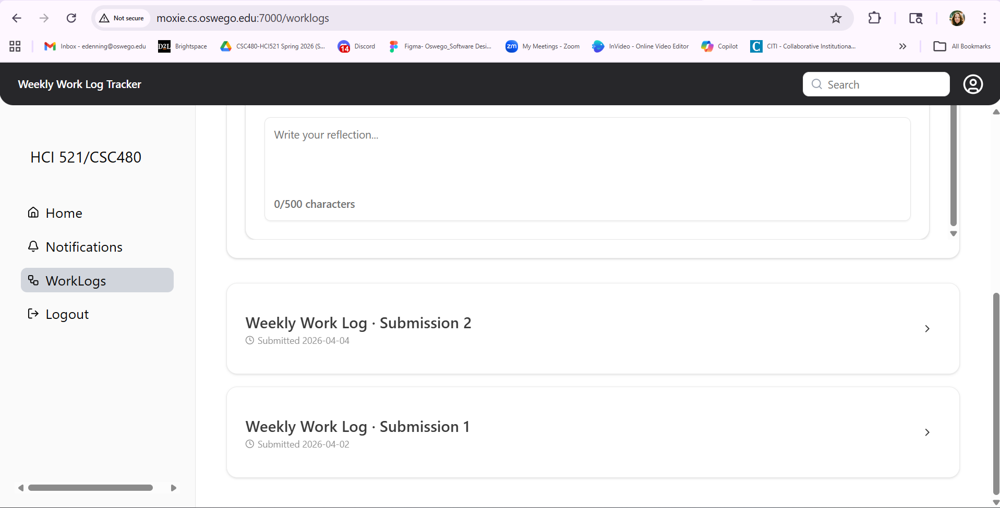 Not secure
moxie.cs.oswego.edu:7000/worklogs
Inbox - edenning@oswego.edu
D2L Brightspace
CSC480-HCI521 Spring 2026 (S...
14 Discord
Figma- Oswego_Software Desi...
zm My Meetings - Zoom
InVideo - Online Video Editor
Copilot
C CITI - Collaborative Institutiona...
All Bookmarks
Weekly Work Log Tracker
Search
HCI 521/CSC480
Home
Notifications
WorkLogs
Logout
Write your reflection...
0/500 characters
Weekly Work Log · Submission 2
Submitted 2026-04-04
Weekly Work Log · Submission 1
Submitted 2026-04-02